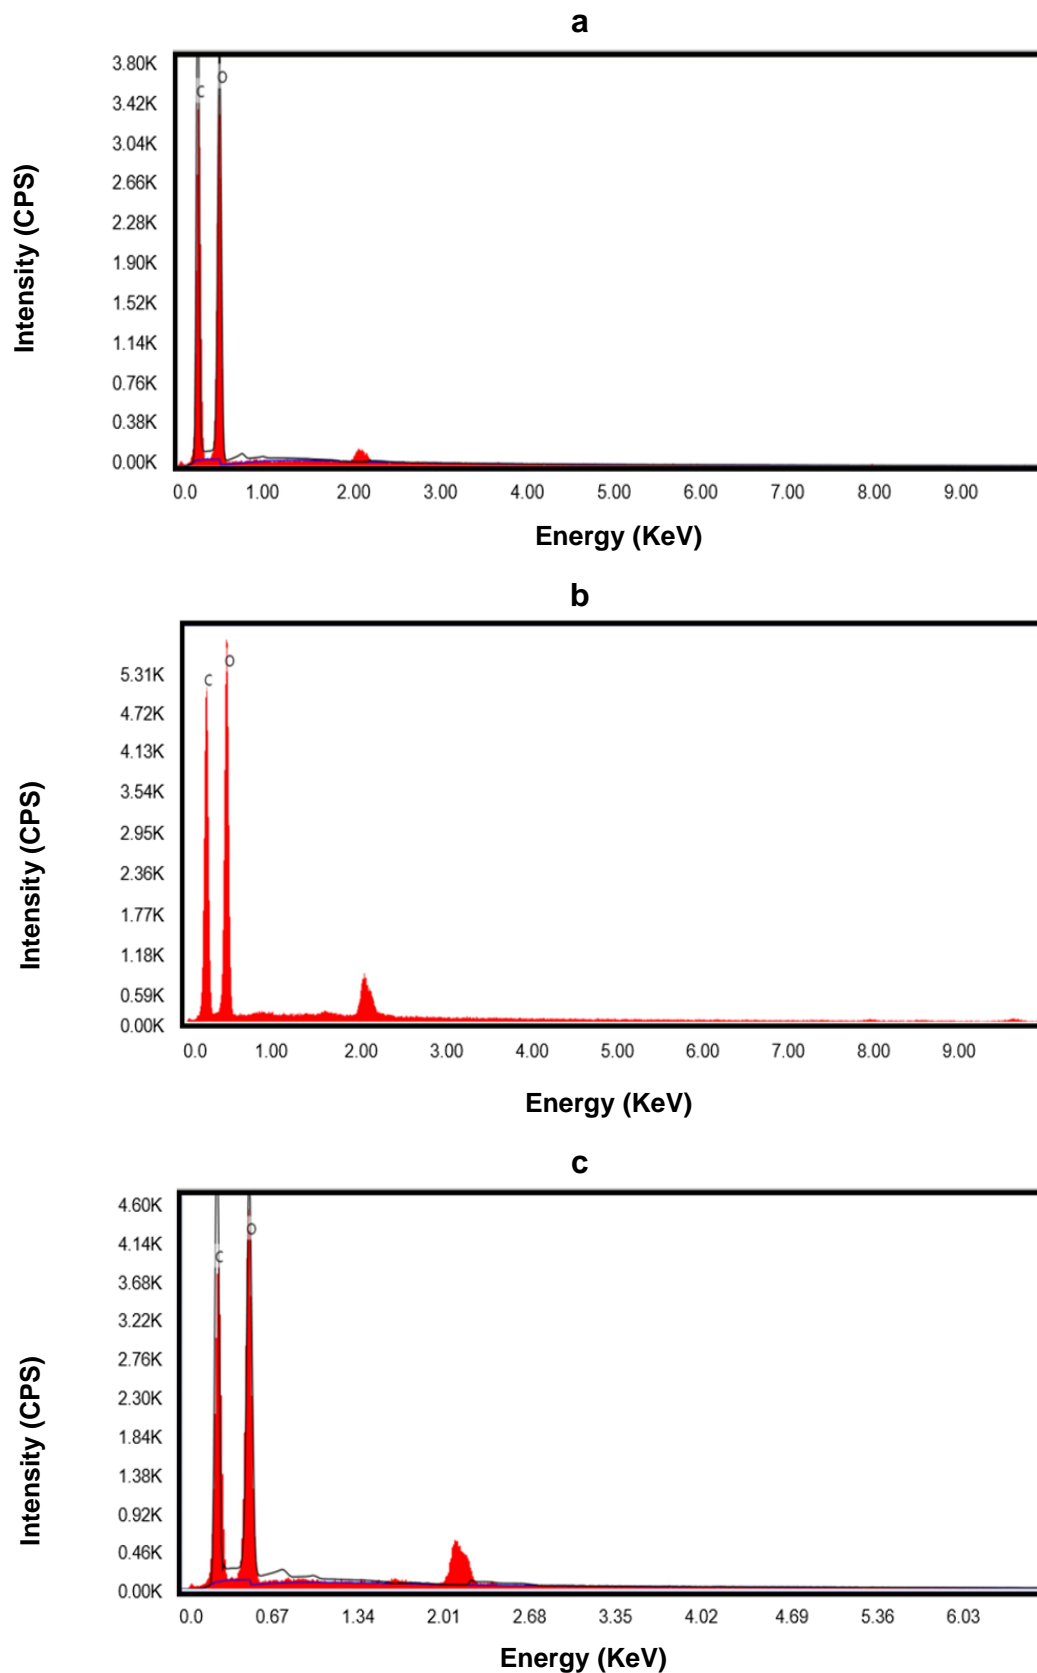 a
3.80K
3.42K
3.04K
2.66K
2.28K
1.90K
1.52K
1.14K
0.76K
0.38K
0.00K
Intensity (CPS)
C
O
0.0 1.00 2.00 3.00 4.00 5.00 6.00 7.00 8.00 9.00
Energy (KeV)
b
5.31K
4.72K
4.13K
3.54K
2.95K
2.36K
1.77K
1.18K
0.59K
0.00K
Intensity (CPS)
C
O
0.0 1.00 2.00 3.00 4.00 5.00 6.00 7.00 8.00 9.00
Energy (KeV)
c
4.60K
4.14K
3.68K
3.22K
2.76K
2.30K
1.84K
1.38K
0.92K
0.46K
0.00K
Intensity (CPS)
C
O
0.0 0.67 1.34 2.01 2.68 3.35 4.02 4.69 5.36 6.03
Energy (KeV)